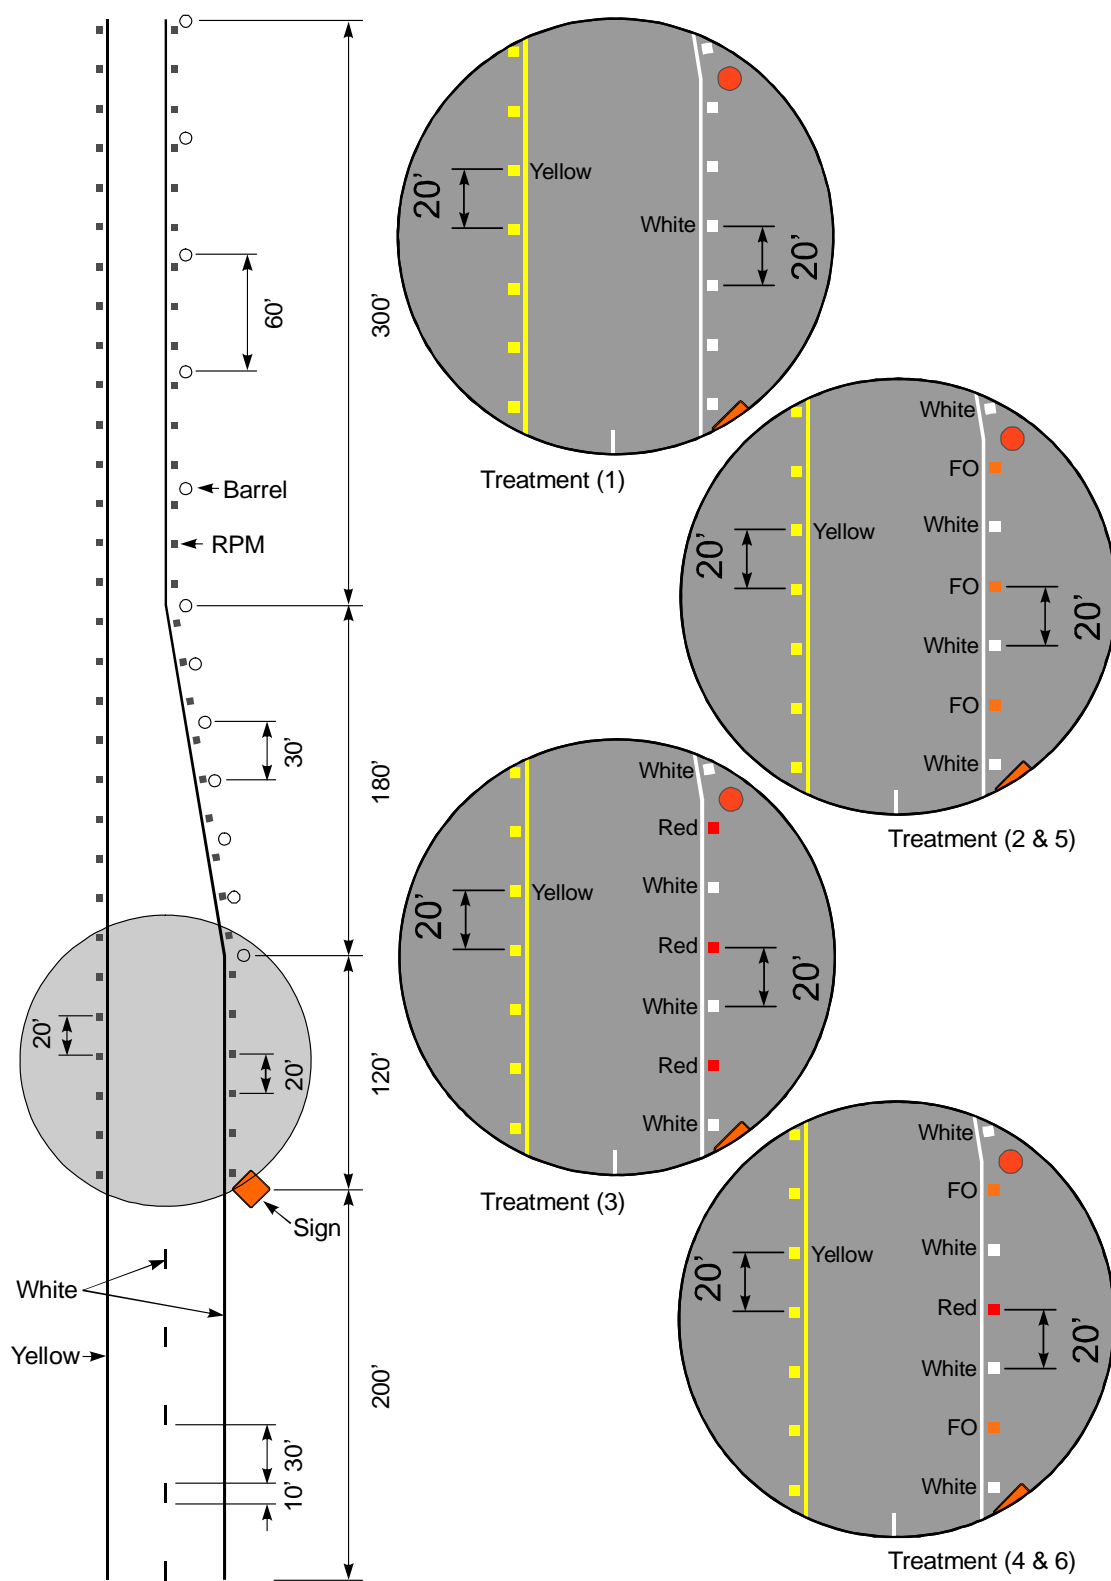 60’
300’
Barrel
RPM
30’
180’
20’
20’
120’
Sign
White
Yellow
200’
10’ 30’
Yellow
20’
White
20’
Treatment (1)
White
FO
White
Yellow
20’
FO
20’
White
FO
White
Treatment (2 & 5)
White
Red
White
Yellow
20’
Red
20’
White
Red
White
Treatment (3)
White
FO
White
Yellow
20’
Red
20’
White
FO
White
Treatment (4 & 6)